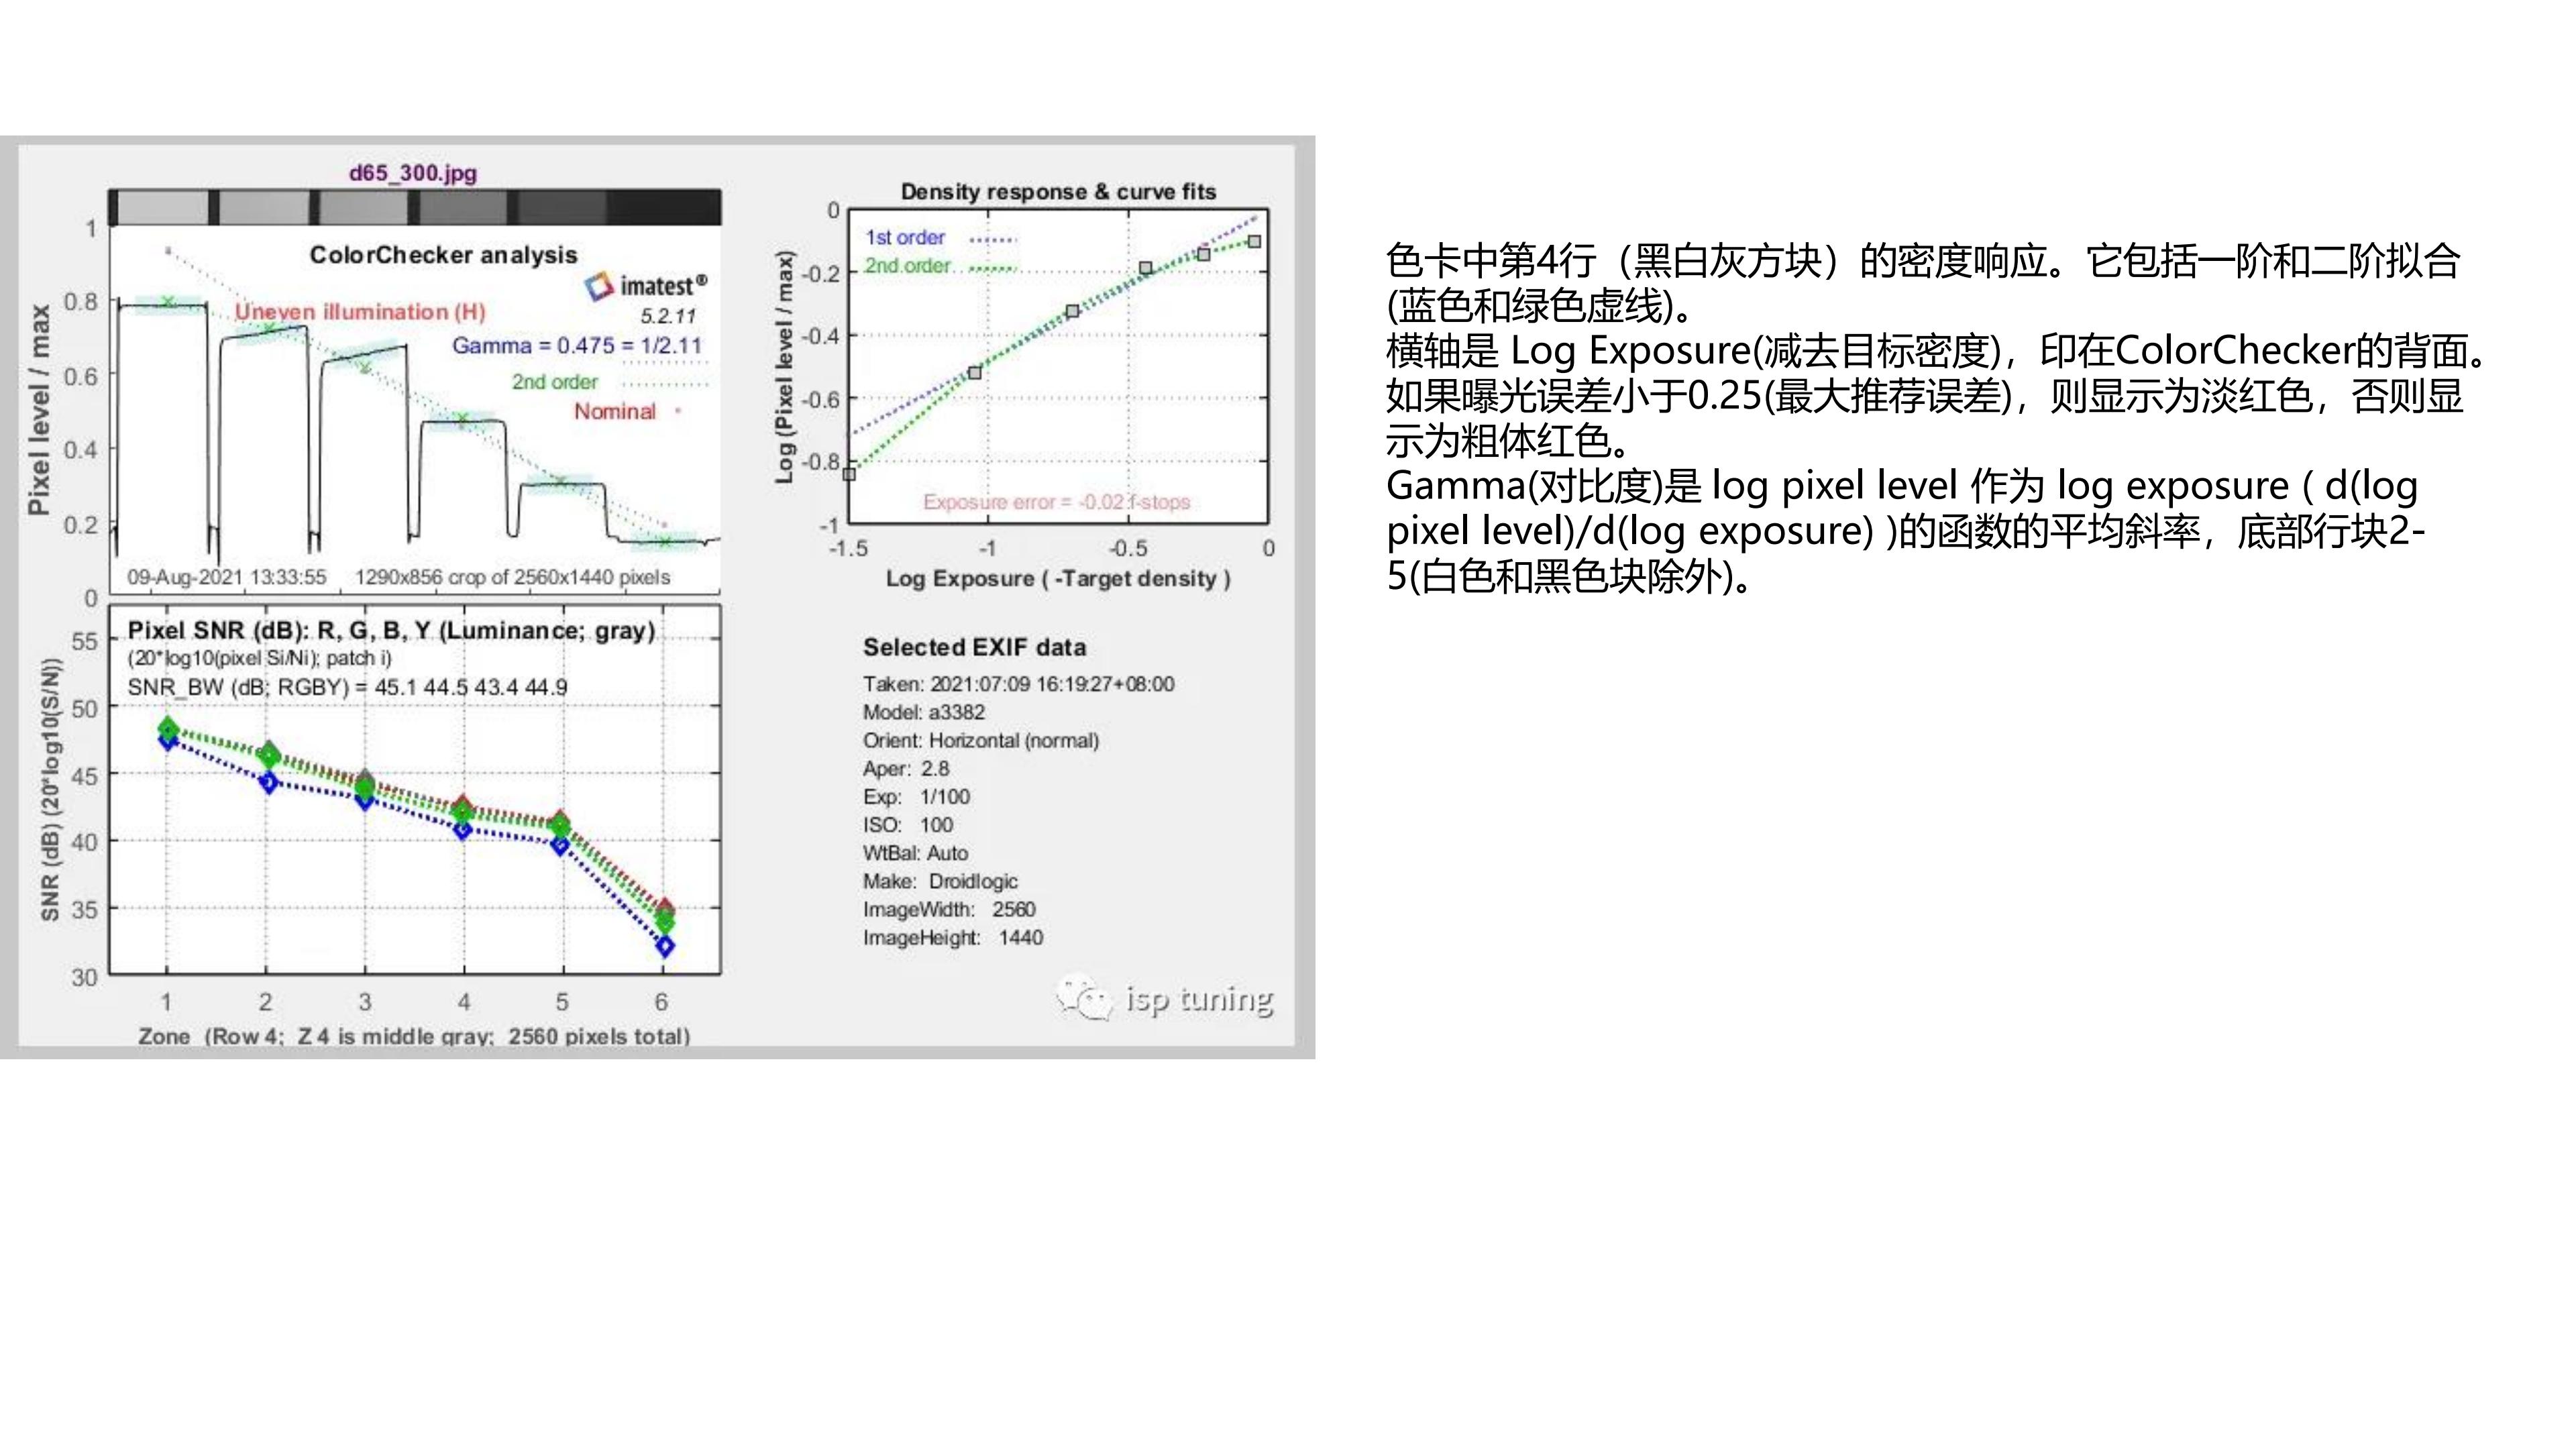 d65_300.jpg
ColorChecker analysis
imatest®
5.2.11
Uneven illumination (H)
Gamma = 0.475 = 1/2.11
2nd order
Nominal
09-Aug-2021 13:33:55 1290x856 crop of 2560x1440 pixels
Pixel level / max
1
0.8
0.6
0.4
0.2
0
Pixel SNR (dB): R, G, B, Y (Luminance; gray)
(20*log10(pixel Si/Ni); patch i)
SNR_BW (dB; RGBY) = 45.1 44.5 43.4 44.9
SNR (dB) (20*log10(S/N))
55
50
45
40
35
30
1 2 3 4 5 6
Zone (Row 4; Z 4 is middle gray; 2560 pixels total)
Density response & curve fits
1st order
2nd order
Exposure error = -0.02 f-stops
Log (Pixel level / max)
0
-0.2
-0.4
-0.6
-0.8
-1
-1.5 -1 -0.5 0
Log Exposure ( -Target density )
Selected EXIF data
Taken: 2021:07:09 16:19:27+08:00
Model: a3382
Orient: Horizontal (normal)
Aper: 2.8
Exp: 1/100
ISO: 100
WtBal: Auto
Make: Droidlogic
ImageWidth: 2560
ImageHeight: 1440
isp tuning
色卡中第4行（黑白灰方块）的密度响应。它包括一阶和二阶拟合
(蓝色和绿色虚线)。
横轴是 Log Exposure(减去目标密度)，印在ColorChecker的背面。
如果曝光误差小于0.25(最大推荐误差)，则显示为淡红色，否则显
示为粗体红色。
Gamma(对比度)是 log pixel level 作为 log exposure ( d(log
pixel level)/d(log exposure) )的函数的平均斜率，底部行块2-
5(白色和黑色块除外)。